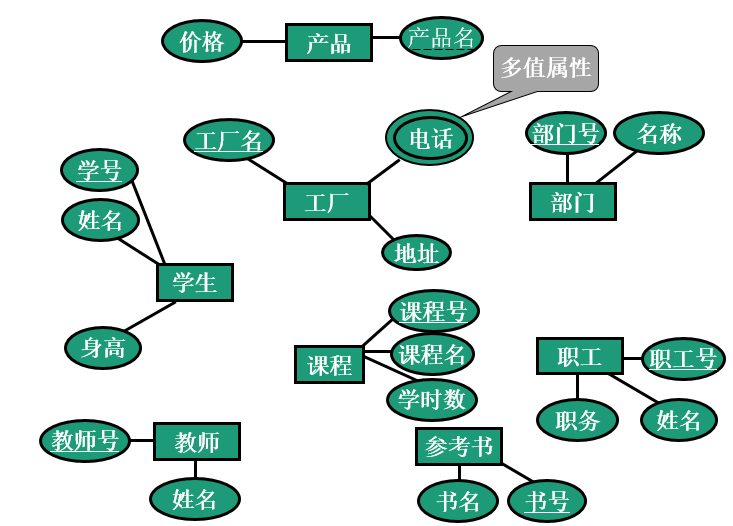 价格
产品
产品名
多值属性
工厂名
电话
部门号
名称
学号
姓名
工厂
部门
地址
学生
身高
课程号
课程
课程名
学时数
职工
职工号
职务
姓名
教师号
教师
姓名
参考书
书名
书号